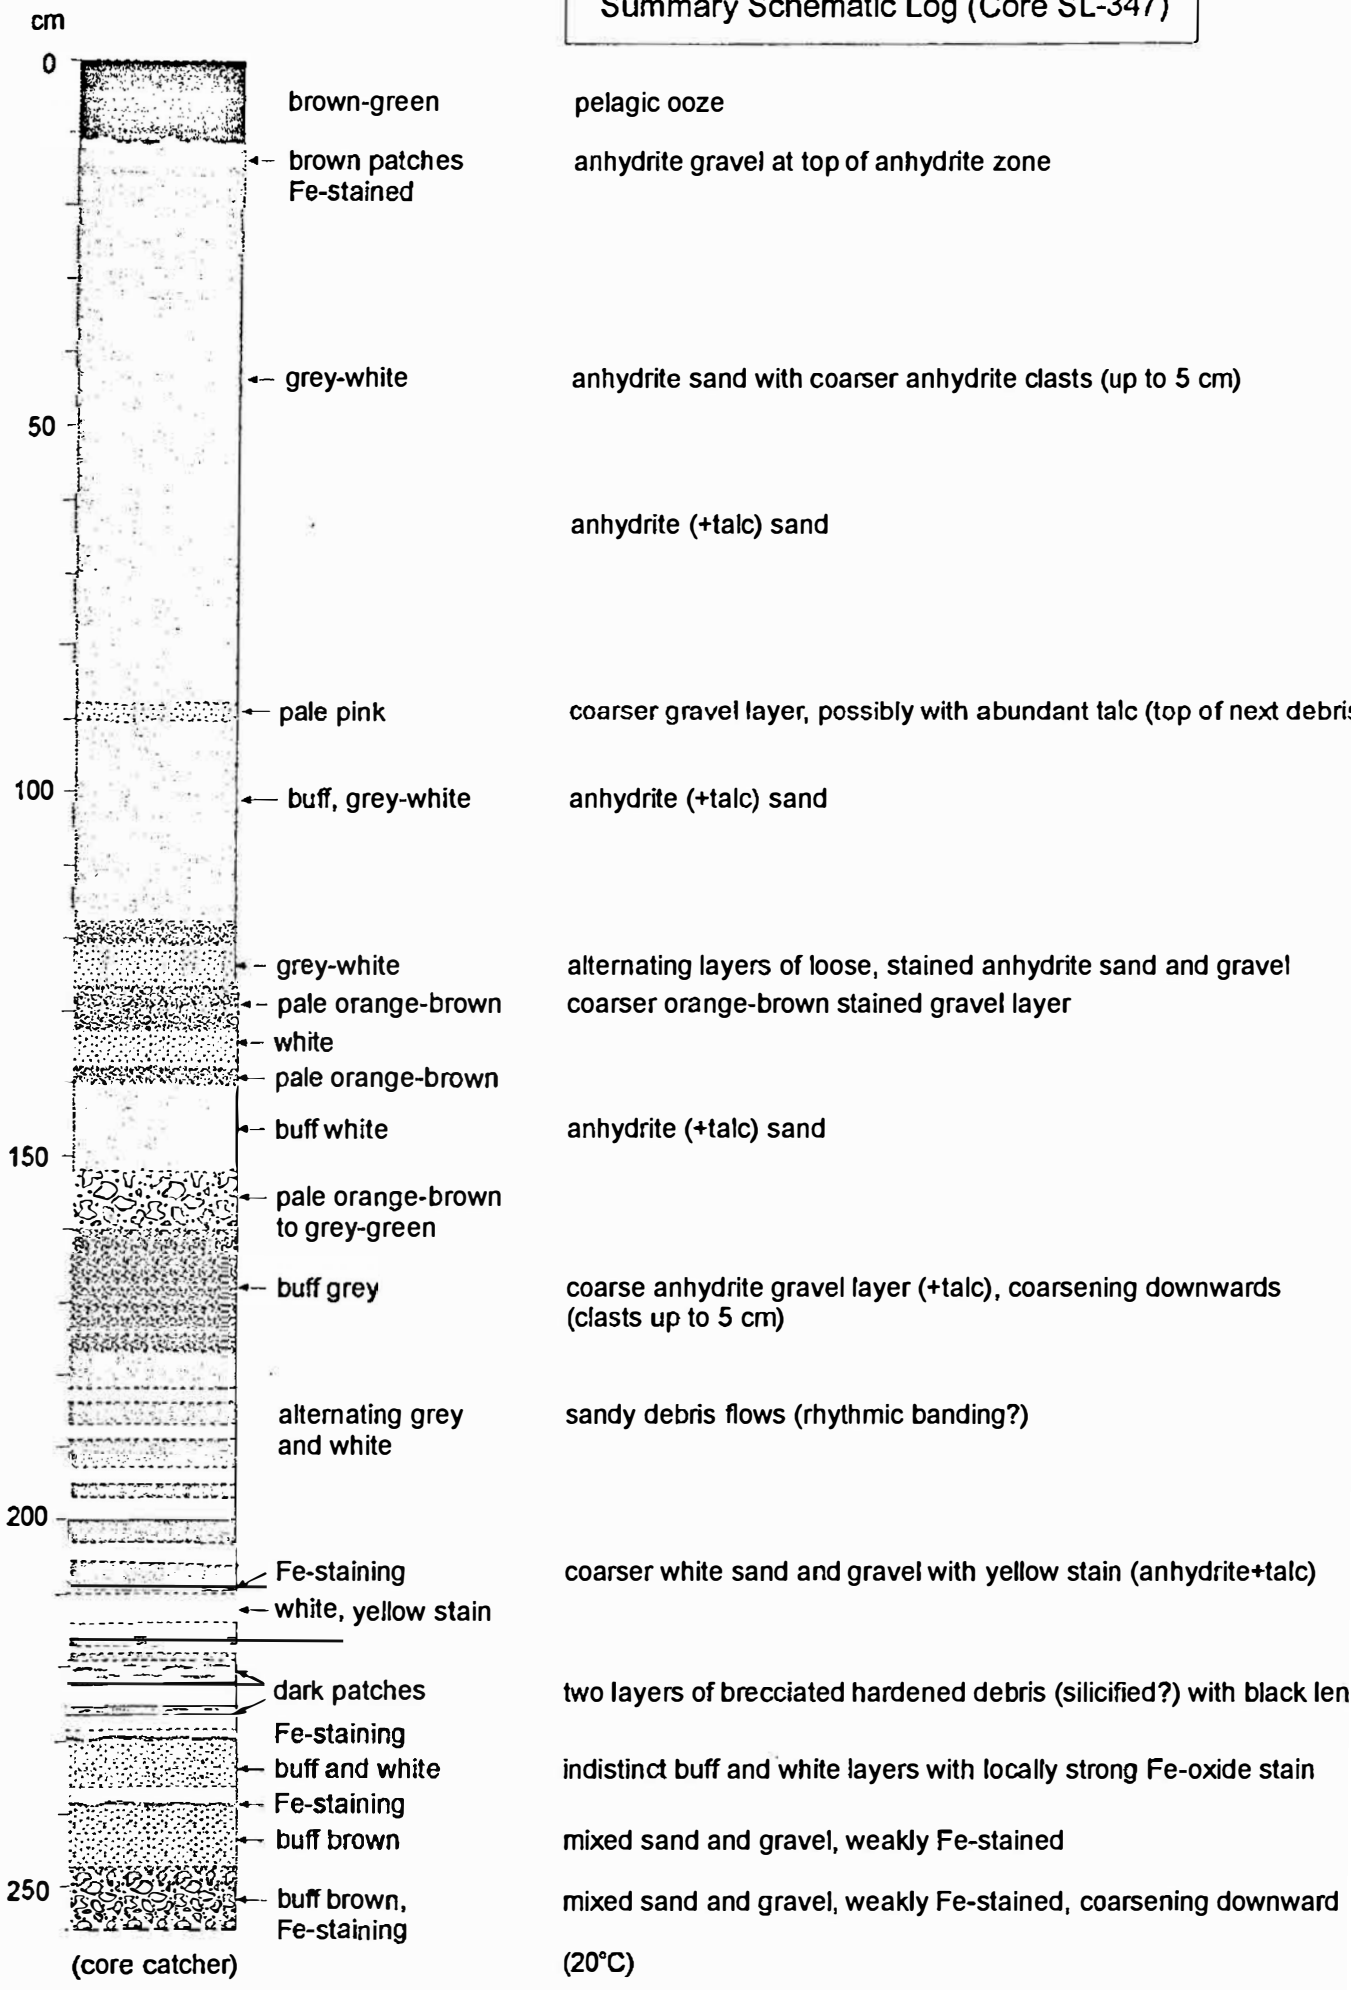 Summary Schematic Log (Core SL-347)
cm
0
brown-green pelagic ooze
brown patches anhydrite gravel at top of anhydrite zone
Fe-stained
grey-white anhydrite sand with coarser anhydrite clasts (up to 5 cm)
50
anhydrite (+talc) sand
pale pink coarser gravel layer, possibly with abundant talc (top of next debris
100
buff, grey-white anhydrite (+talc) sand
grey-white alternating layers of loose, stained anhydrite sand and gravel
pale orange-brown coarser orange-brown stained gravel layer
white
pale orange-brown
buff white anhydrite (+talc) sand
150
pale orange-brown
to grey-green
buff grey coarse anhydrite gravel layer (+talc), coarsening downwards
(clasts up to 5 cm)
alternating grey sandy debris flows (rhythmic banding?)
and white
200
Fe-staining coarser white sand and gravel with yellow stain (anhydrite+talc)
white, yellow stain
dark patches two layers of brecciated hardened debris (silicified?) with black len
Fe-staining
buff and white indistinct buff and white layers with locally strong Fe-oxide stain
Fe-staining
buff brown mixed sand and gravel, weakly Fe-stained
250
buff brown, mixed sand and gravel, weakly Fe-stained, coarsening downward
Fe-staining
(core catcher) (20°C)